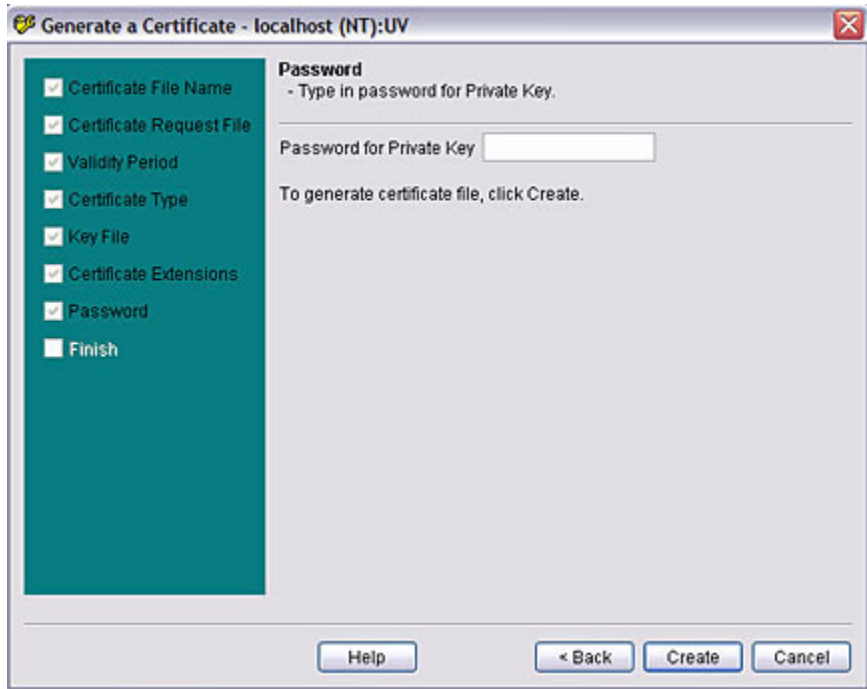 Generate a Certificate - localhost (NT):UV
Certificate File Name
Certificate Request File
Validity Period
Certificate Type
Key File
Certificate Extensions
Password
Finish
Password
- Type in password for Private Key.
Password for Private Key
To generate certificate file, click Create.
Help
< Back
Create
Cancel